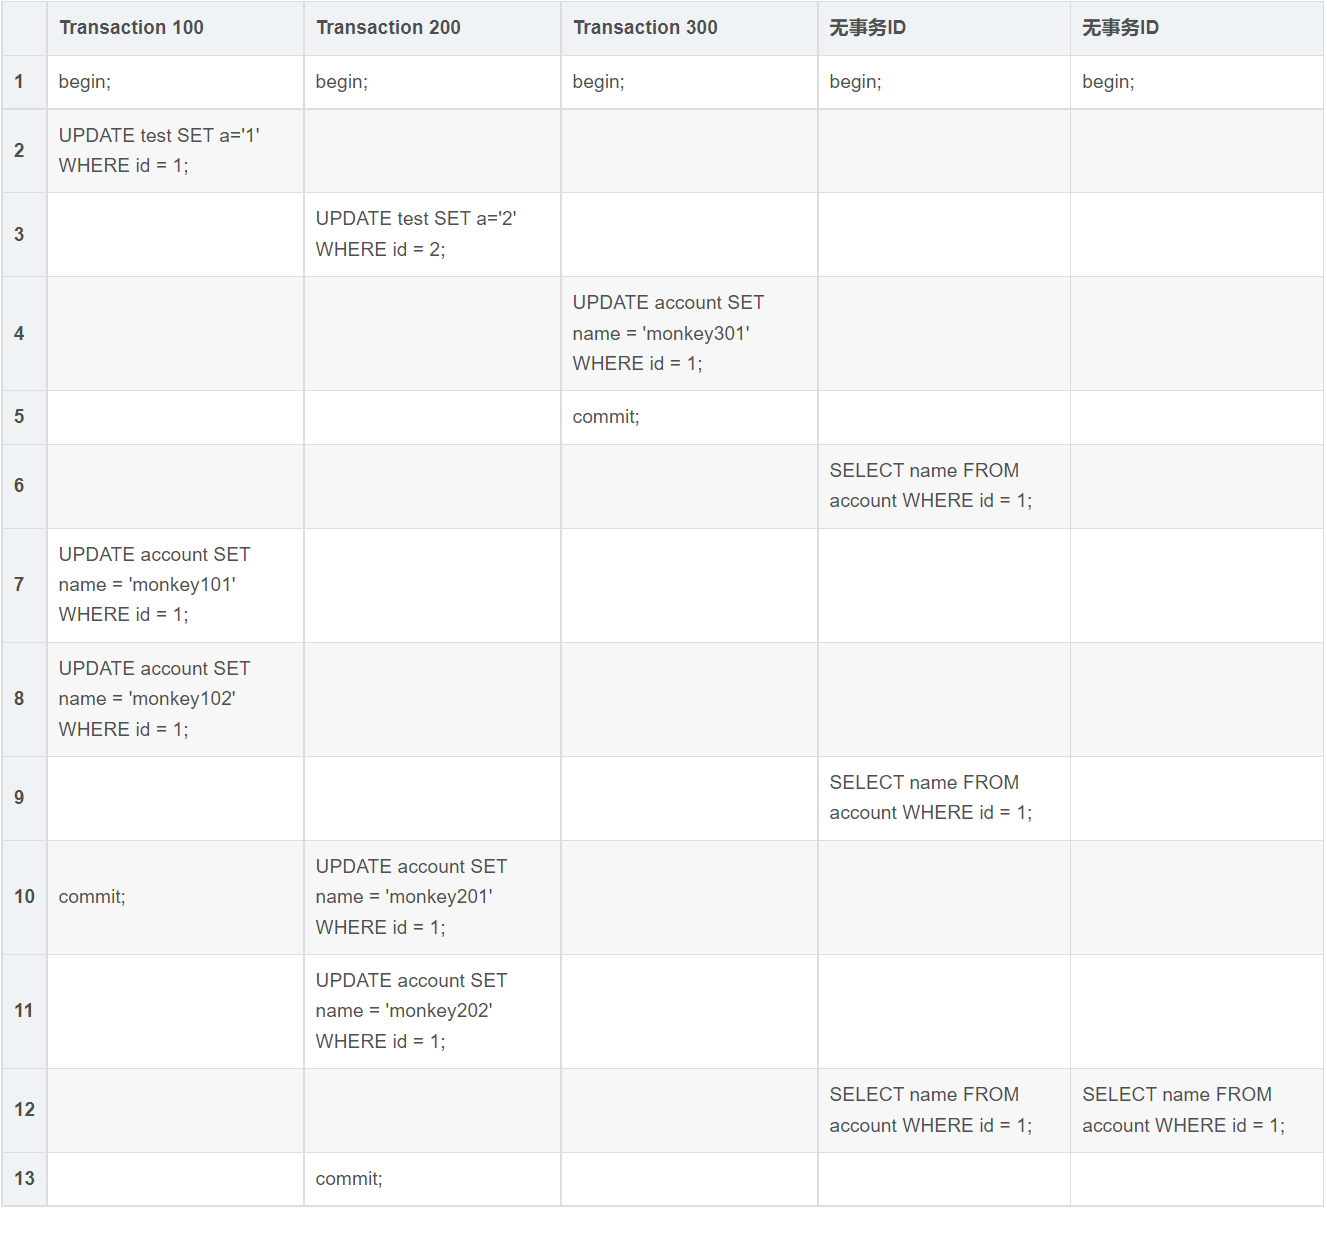 Transaction 100 Transaction 200 Transaction 300 无事务ID 无事务ID
1 begin; begin; begin; begin; begin;
2 UPDATE test SET a='1'
WHERE id = 1;
3 UPDATE test SET a='2'
WHERE id = 2;
4 UPDATE account SET
name = 'monkey301'
WHERE id = 1;
5 commit;
6 SELECT name FROM
account WHERE id = 1;
7 UPDATE account SET
name = 'monkey101'
WHERE id = 1;
8 UPDATE account SET
name = 'monkey102'
WHERE id = 1;
9 SELECT name FROM
account WHERE id = 1;
10 commit; UPDATE account SET
name = 'monkey201'
WHERE id = 1;
11 UPDATE account SET
name = 'monkey202'
WHERE id = 1;
12 SELECT name FROM SELECT name FROM
account WHERE id = 1; account WHERE id = 1;
13 commit;